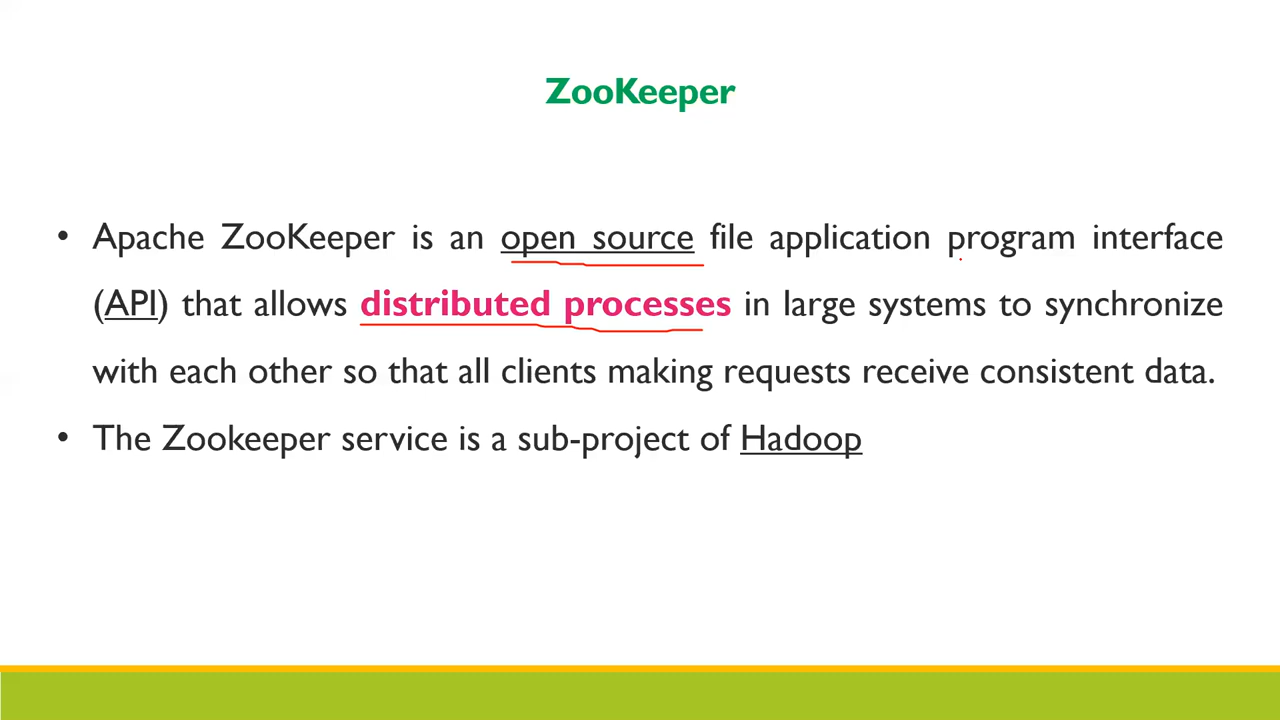 ZooKeeper
• Apache ZooKeeper is an open source file application program interface
(API) that allows distributed processes in large systems to synchronize
with each other so that all clients making requests receive consistent data.
• The Zookeeper service is a sub-project of Hadoop